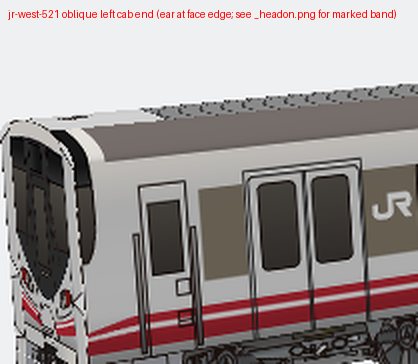 jr-west-521 oblique left cab end (ear at face edge; see _headon.png for marked band)
JR